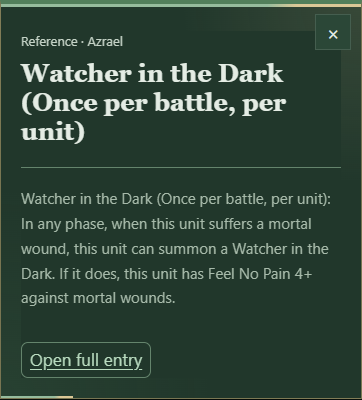 Reference · Azrael
×
Watcher in the Dark
(Once per battle, per
unit)
Watcher in the Dark (Once per battle, per unit):
In any phase, when this unit suffers a mortal
wound, this unit can summon a Watcher in the
Dark. If it does, this unit has Feel No Pain 4+
against mortal wounds.
Open full entry